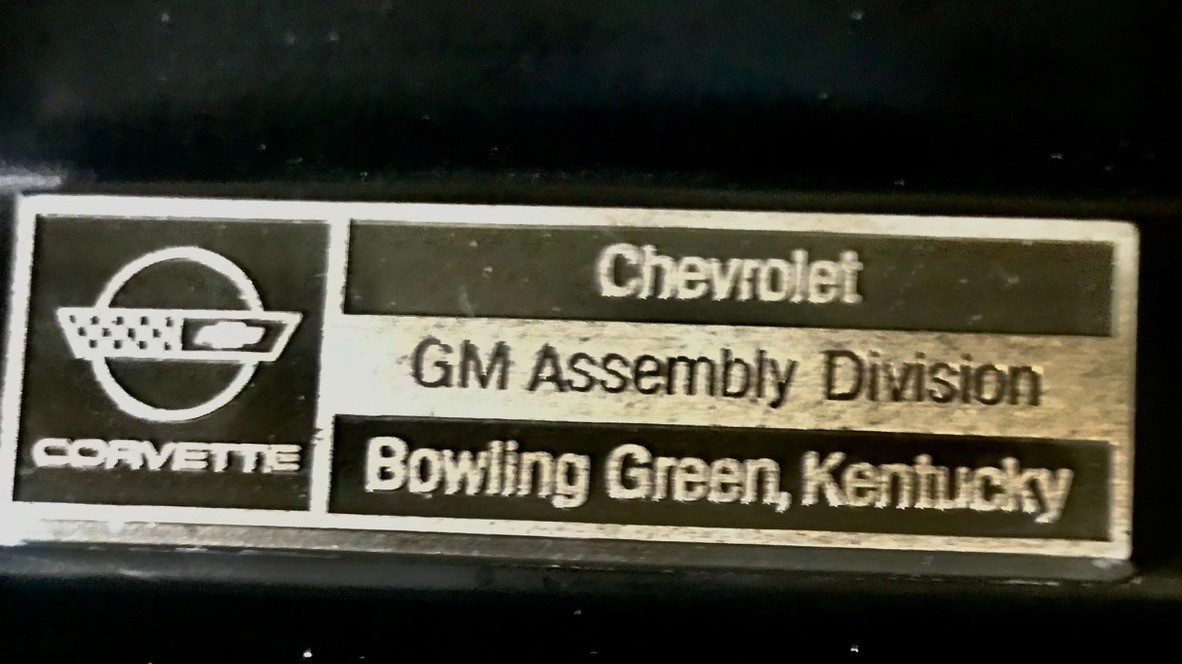 CORVETTE
Chevrolet
GM Assembly Division
Bowling Green, Kentucky